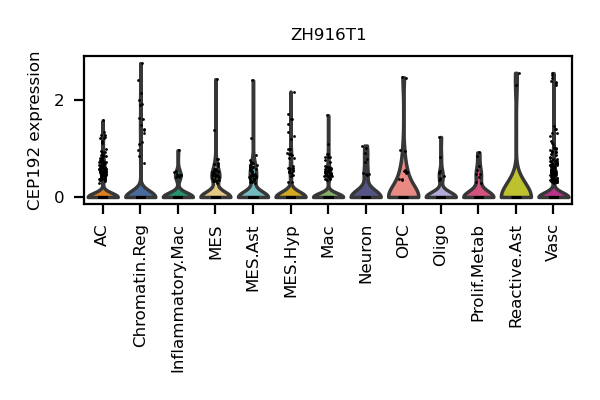 ZH916T1
CEP192 expression
2
0
AC
Chromatin.Reg
Inflammatory.Mac
MES
MES.Ast
MES.Hyp
Mac
Neuron
OPC
Oligo
Prolif.Metab
Reactive.Ast
Vasc